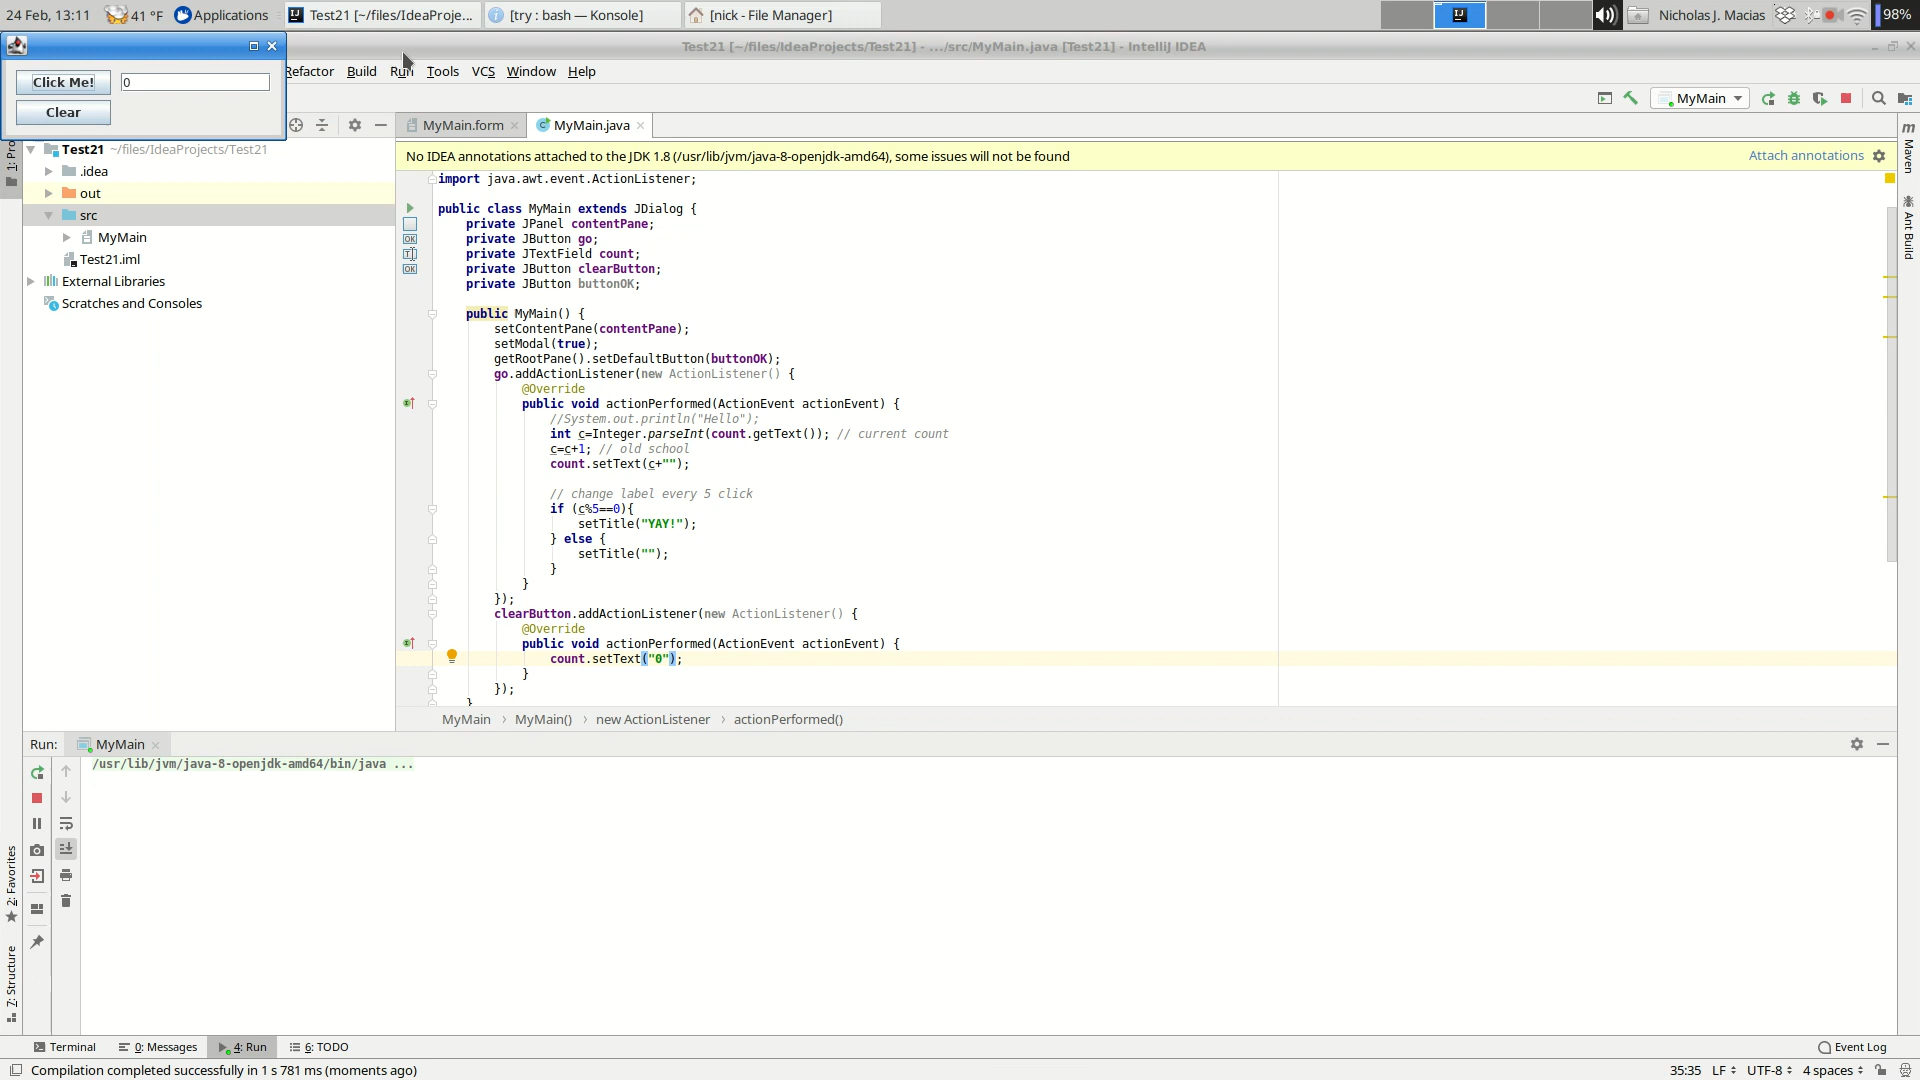 24 Feb, 13:11 41 °F Applications Test21 [~/files/IdeaProje... [try : bash — Konsole] [nick - File Manager] Nicholas J. Macias 98%
Test21 [~/files/IdeaProjects/Test21] - .../src/MyMain.java [Test21] - IntelliJ IDEA
Refactor Build Run Tools VCS Window Help
Click Me! 0
Clear
MyMain
MyMain.form MyMain.java
Test21 ~/files/IdeaProjects/Test21
.idea
out
src
MyMain
Test21.iml
External Libraries
Scratches and Consoles
No IDEA annotations attached to the JDK 1.8 (/usr/lib/jvm/java-8-openjdk-amd64), some issues will not be found Attach annotations
import java.awt.event.ActionListener;
public class MyMain extends JDialog {
private JPanel contentPane;
private JButton go;
private JTextField count;
private JButton clearButton;
private JButton buttonOK;
public MyMain() {
setContentPane(contentPane);
setModal(true);
getRootPane().setDefaultButton(buttonOK);
go.addActionListener(new ActionListener() {
@Override
public void actionPerformed(ActionEvent actionEvent) {
//System.out.println("Hello");
int c=Integer.parseInt(count.getText()); // current count
c=c+1; // old school
count.setText(c+"");
// change label every 5 click
if (c%5==0){
setTitle("YAY!");
} else {
setTitle("");
}
}
});
clearButton.addActionListener(new ActionListener() {
@Override
public void actionPerformed(ActionEvent actionEvent) {
count.setText("0");
}
});
}
MyMain › MyMain() › new ActionListener › actionPerformed()
Maven
Ant Build
Run: MyMain
/usr/lib/jvm/java-8-openjdk-amd64/bin/java ...
2: Favorites
7: Structure
Terminal 0: Messages 4: Run 6: TODO Event Log
Compilation completed successfully in 1 s 781 ms (moments ago) 35:35 LF UTF-8 4 spaces